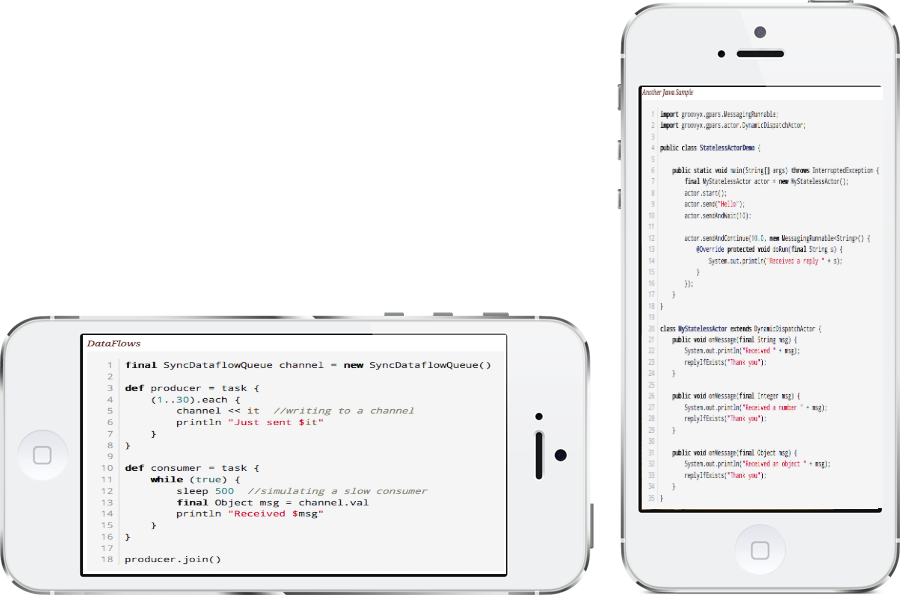 DataFlows
1 final SyncDataflowQueue channel = new SyncDataflowQueue()
2
3 def producer = task {
4 (1..30).each {
5 channel << it //writing to a channel
6 println "Just sent $it"
7 }
8 }
9
10 def consumer = task {
11 while (true) {
12 sleep 500 //simulating a slow consumer
13 final Object msg = channel.val
14 println "Received $msg"
15 }
16 }
17
18 producer.join()
Another Java Sample
1 import groovyx.gpars.MessagingRunnable;
2 import groovyx.gpars.actor.DynamicDispatchActor;
3
4 public class StatelessActorDemo {
5
6 public static void main(String[] args) throws InterruptedException {
7 final MyStatelessActor actor = new MyStatelessActor();
8 actor.start();
9 actor.send("Hello");
10 actor.sendAndWait(10);
11
12 actor.sendAndContinue(10.0, new MessagingRunnable<String>() {
13 @Override protected void doRun(final String s) {
14 System.out.println("Received a reply " + s);
15 }
16 });
17 }
18 }
19
20 class MyStatelessActor extends DynamicDispatchActor {
21 public void onMessage(final String msg) {
22 System.out.println("Received " + msg);
23 replyIfExists("Thank you");
24 }
25
26 public void onMessage(final Integer msg) {
27 System.out.println("Received a number " + msg);
28 replyIfExists("Thank you");
29 }
30
31 public void onMessage(final Object msg) {
32 System.out.println("Received an object " + msg);
33 replyIfExists("Thank you");
34 }
35 }